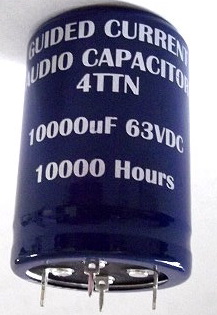 GUIDED CURRENT
AUDIO CAPACITOR
4TTN
10000uF 63VDC
10000 Hours